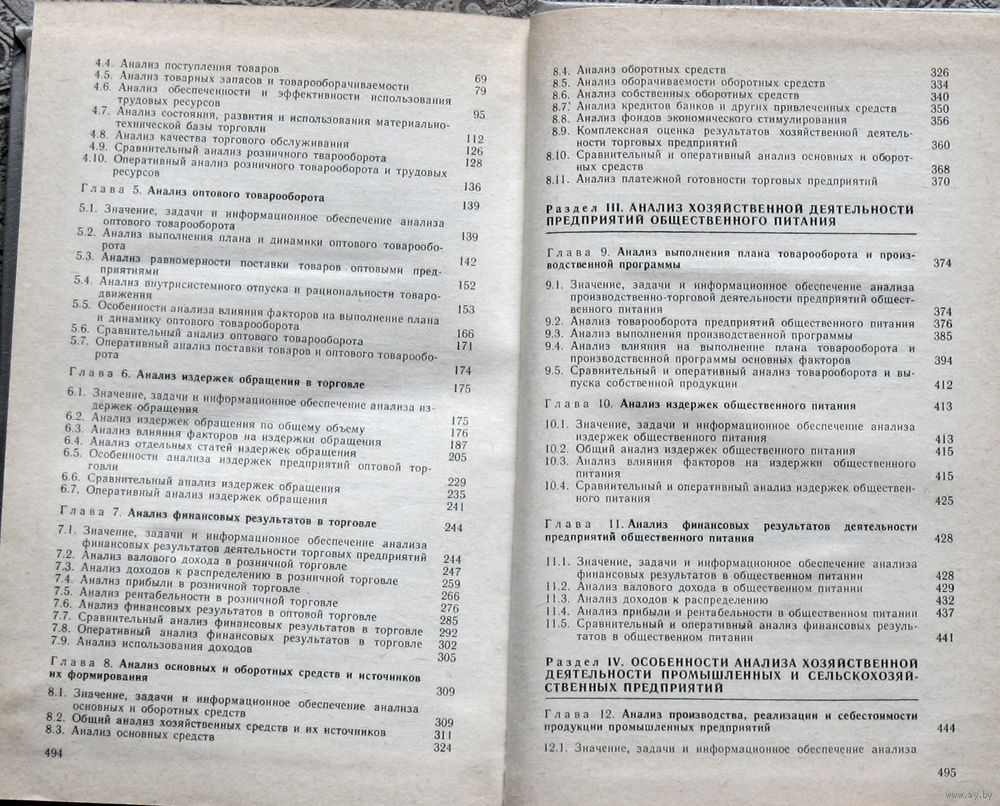 4.4. Анализ поступления товаров 69
4.5. Анализ товарных запасов и товарооборачиваемости 79
4.6. Анализ обеспеченности и эффективности использования
трудовых ресурсов 95
4.7. Анализ состояния, развития и использования материально-
технической базы торговли 112
4.8. Анализ качества торгового обслуживания 126
4.9. Сравнительный анализ розничного тварооборота 128
4.10. Оперативный анализ розничного товарооборота и трудовых
ресурсов 136
Глава 5. Анализ оптового товарооборота 139
5.1. Значение, задачи и информационное обеспечение анализа
оптового товарооборота 139
5.2. Анализ выполнения плана и динамики оптового товарообо-
рота 142
5.3. Анализ равномерности поставки товаров оптовыми пред-
приятиями 152
5.4. Анализ внутрисистемного отпуска и рациональности товаро-
движения 153
5.5. Особенности анализа влияния факторов на выполнение плана
и динамику оптового товарооборота 166
5.6. Сравнительный анализ оптового товарооборота 171
5.7. Оперативный анализ поставки товаров и оптового товарообо-
рота 174
Глава 6. Анализ издержек обращения в торговле 175
6.1. Значение, задачи и информационное обеспечение анализа из-
держек обращения 175
6.2. Анализ издержек обращения по общему объему 176
6.3. Анализ влияния факторов на издержки обращения 187
6.4. Анализ отдельных статей издержек обращения 205
6.5. Особенности анализа издержек предприятий оптовой тор-
говли 229
6.6. Сравнительный анализ издержек обращения 235
6.7. Оперативный анализ издержек обращения 241
Глава 7. Анализ финансовых результатов в торговле 244
7.1. Значение, задачи и информационное обеспечение анализа
финансовых результатов деятельности торговых предприятий 244
7.2. Анализ валового дохода в розничной торговле 247
7.3. Анализ доходов к распределению в розничной торговле 259
7.4. Анализ прибыли в розничной торговле 266
7.5. Анализ рентабельности в розничной торговле 276
7.6. Анализ финансовых результатов в оптовой торговле 285
7.7. Сравнительный анализ финансовых результатов в торговле 292
7.8. Оперативный анализ финансовых результатов в торговле 302
7.9. Анализ использования доходов 305
Глава 8. Анализ основных и оборотных средств и источников
их формирования 309
8.1. Значение, задачи и информационное обеспечение анализа
основных и оборотных средств 309
8.2. Общий анализ хозяйственных средств и их источников 311
8.3. Анализ основных средств 324
494
8.4. Анализ оборотных средств 326
8.5. Анализ оборачиваемости оборотных средств 334
8.6. Анализ собственных оборотных средств 340
8.7. Анализ кредитов банков и других привлеченных средств 350
8.8. Анализ фондов экономического стимулирования 356
8.9. Комплексная оценка результатов хозяйственной деятель-
ности торговых предприятий 360
8.10. Сравнительный и оперативный анализ основных и оборот-
ных средств 368
8.11. Анализ платежной готовности торговых предприятий 370
Раздел III. АНАЛИЗ ХОЗЯЙСТВЕННОЙ ДЕЯТЕЛЬНОСТИ
ПРЕДПРИЯТИЙ ОБЩЕСТВЕННОГО ПИТАНИЯ
Глава 9. Анализ выполнения плана товарооборота и произ-
водственной программы 374
9.1. Значение, задачи и информационное обеспечение анализа
производственно-торговой деятельности предприятий общест-
венного питания 374
9.2. Анализ товарооборота предприятий общественного питания 376
9.3. Анализ выполнения производственной программы 385
9.4. Анализ влияния на выполнение плана товарооборота и
производственной программы основных факторов 394
9.5. Сравнительный и оперативный анализ товарооборота и вы-
пуска собственной продукции 412
Глава 10. Анализ издержек общественного питания 413
10.1. Значение, задачи и информационное обеспечение анализа
издержек общественного питания 413
10.2. Общий анализ издержек общественного питания 415
10.3. Анализ влияния факторов на издержки общественного
питания 415
10.4. Сравнительный и оперативный анализ издержек обществен-
ного питания 425
Глава 11. Анализ финансовых результатов деятельности
предприятий общественного питания 428
11.1. Значение, задачи и информационное обеспечение анализа
финансовых результатов в общественном питании 428
11.2. Анализ валового дохода в общественном питании 429
11.3. Анализ доходов к распределению 432
11.4. Анализ прибыли и рентабельности в общественном питании 437
11.5. Сравнительный и оперативный анализ финансовых резуль-
татов в общественном питании 441
Раздел IV. ОСОБЕННОСТИ АНАЛИЗА ХОЗЯЙСТВЕННОЙ
ДЕЯТЕЛЬНОСТИ ПРОМЫШЛЕННЫХ И СЕЛЬСКОХОЗЯЙ-
СТВЕННЫХ ПРЕДПРИЯТИЙ
Глава 12. Анализ производства, реализации и себестоимости
продукции промышленных предприятий 444
12.1. Значение, задачи и информационное обеспечение анализа
495
www.ay.by